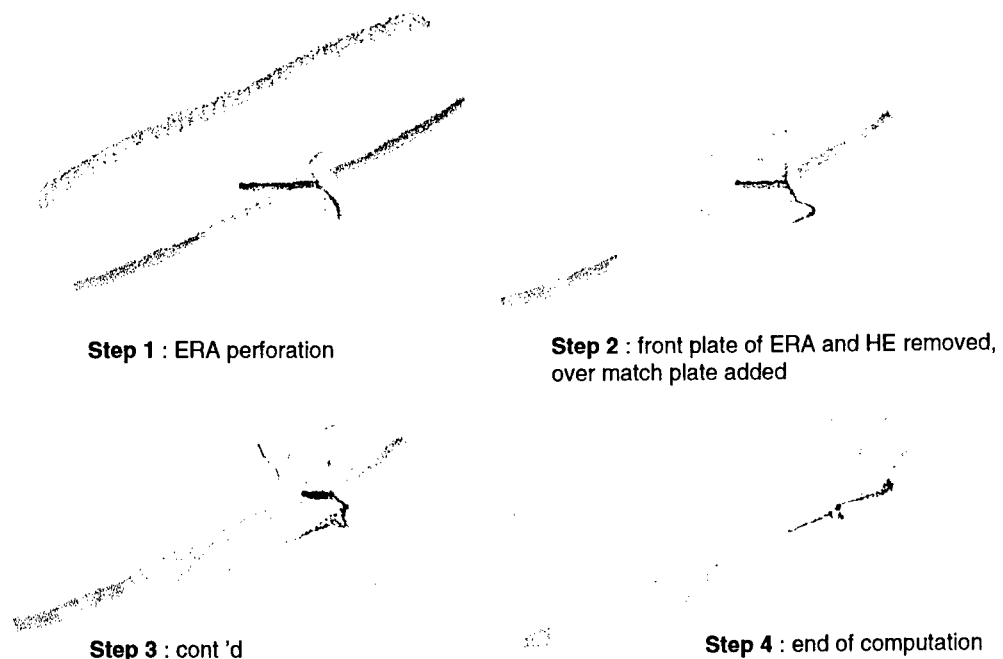 Step 1 : ERA perforation
Step 2 : front plate of ERA and HE removed,
over match plate added
Step 3 : cont 'd
Step 4 : end of computation